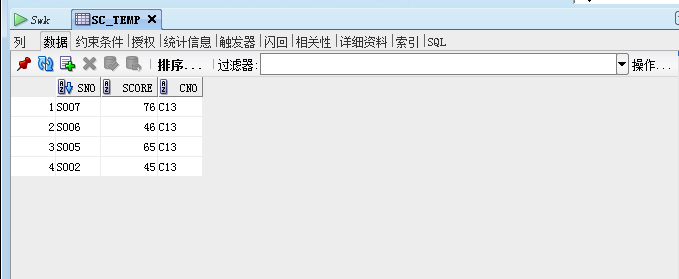 Swk SC_TEMP
列 数据 约束条件 授权 统计信息 触发器 闪回 相关性 详细资料 索引 SQL
排序... 过滤器: 操作...
SNO SCORE CNO
1 S007 76 C13
2 S006 46 C13
3 S005 65 C13
4 S002 45 C13